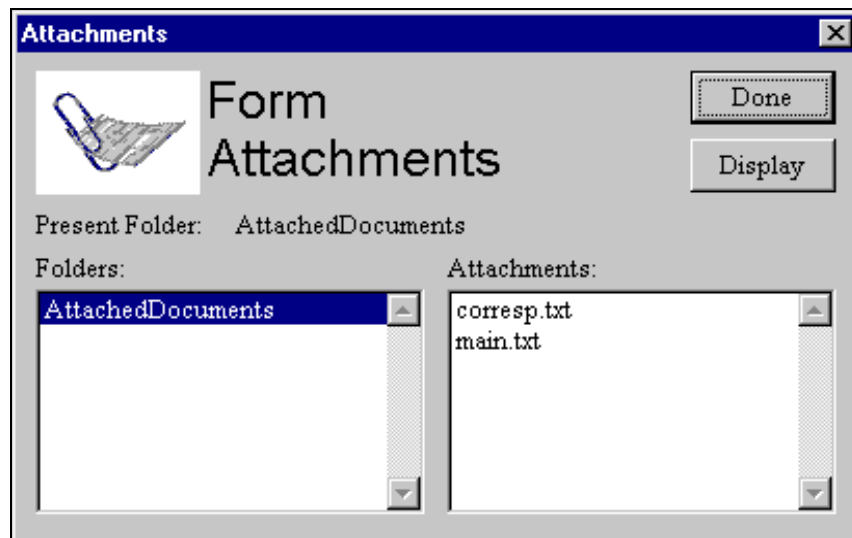 Attachments
Form
Attachments
Done
Display
Present Folder: AttachedDocuments
Folders:
AttachedDocuments
Attachments:
corresp.txt
main.txt